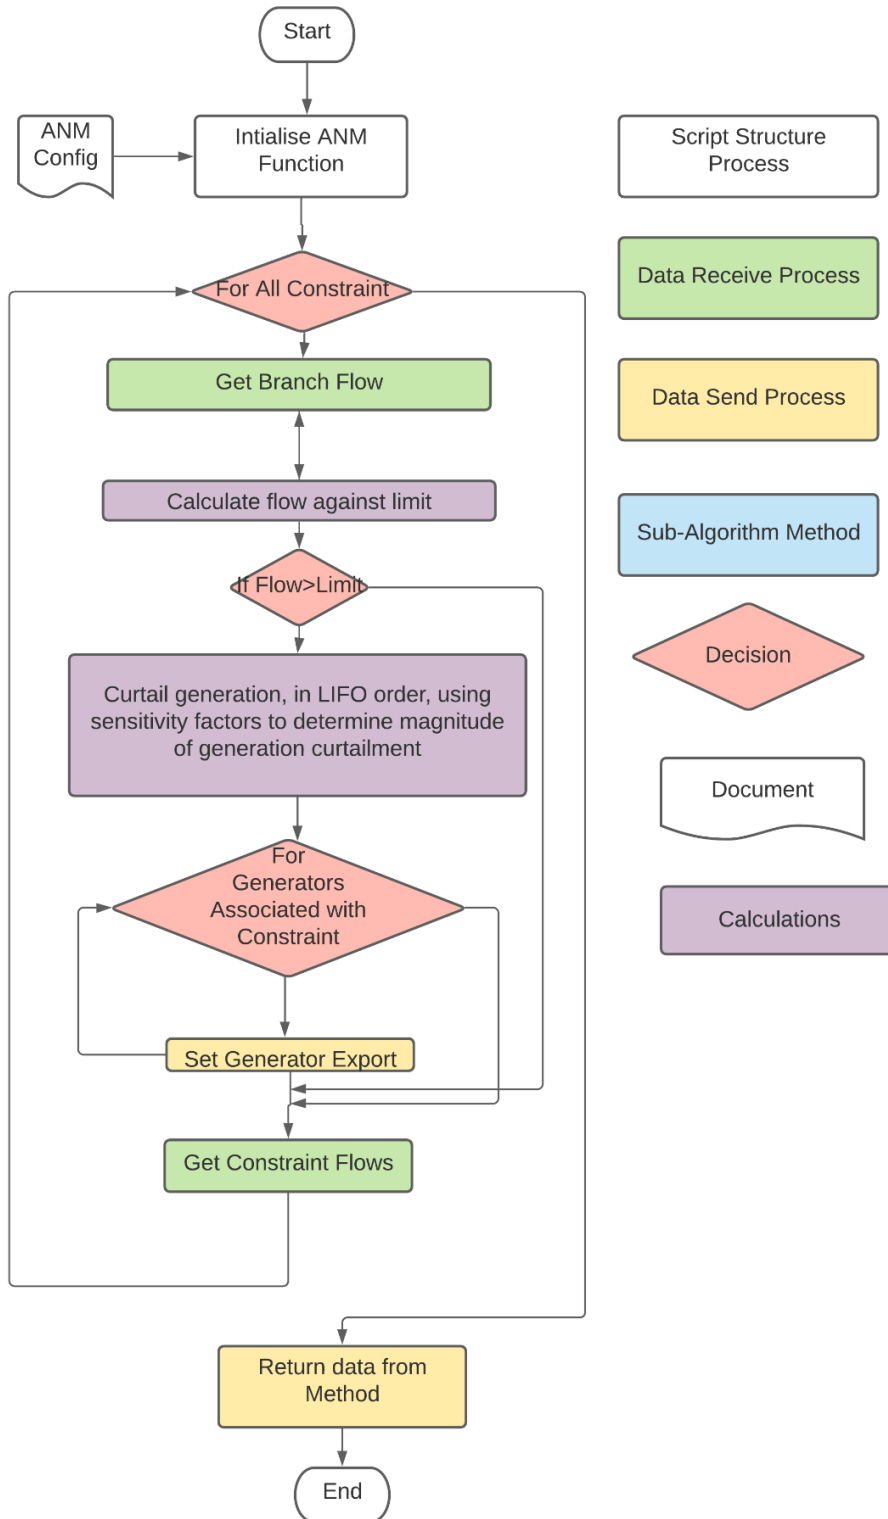 Start
ANM
Config
Intialise ANM
Function
For All Constraint
Get Branch Flow
Calculate flow against limit
If Flow>Limit
Curtail generation, in LIFO order, using
sensitivity factors to determine magnitude
of generation curtailment
For
Generators
Associated with
Constraint
Set Generator Export
Get Constraint Flows
Return data from
Method
End
Script Structure
Process
Data Receive Process
Data Send Process
Sub-Algorithm Method
Decision
Document
Calculations